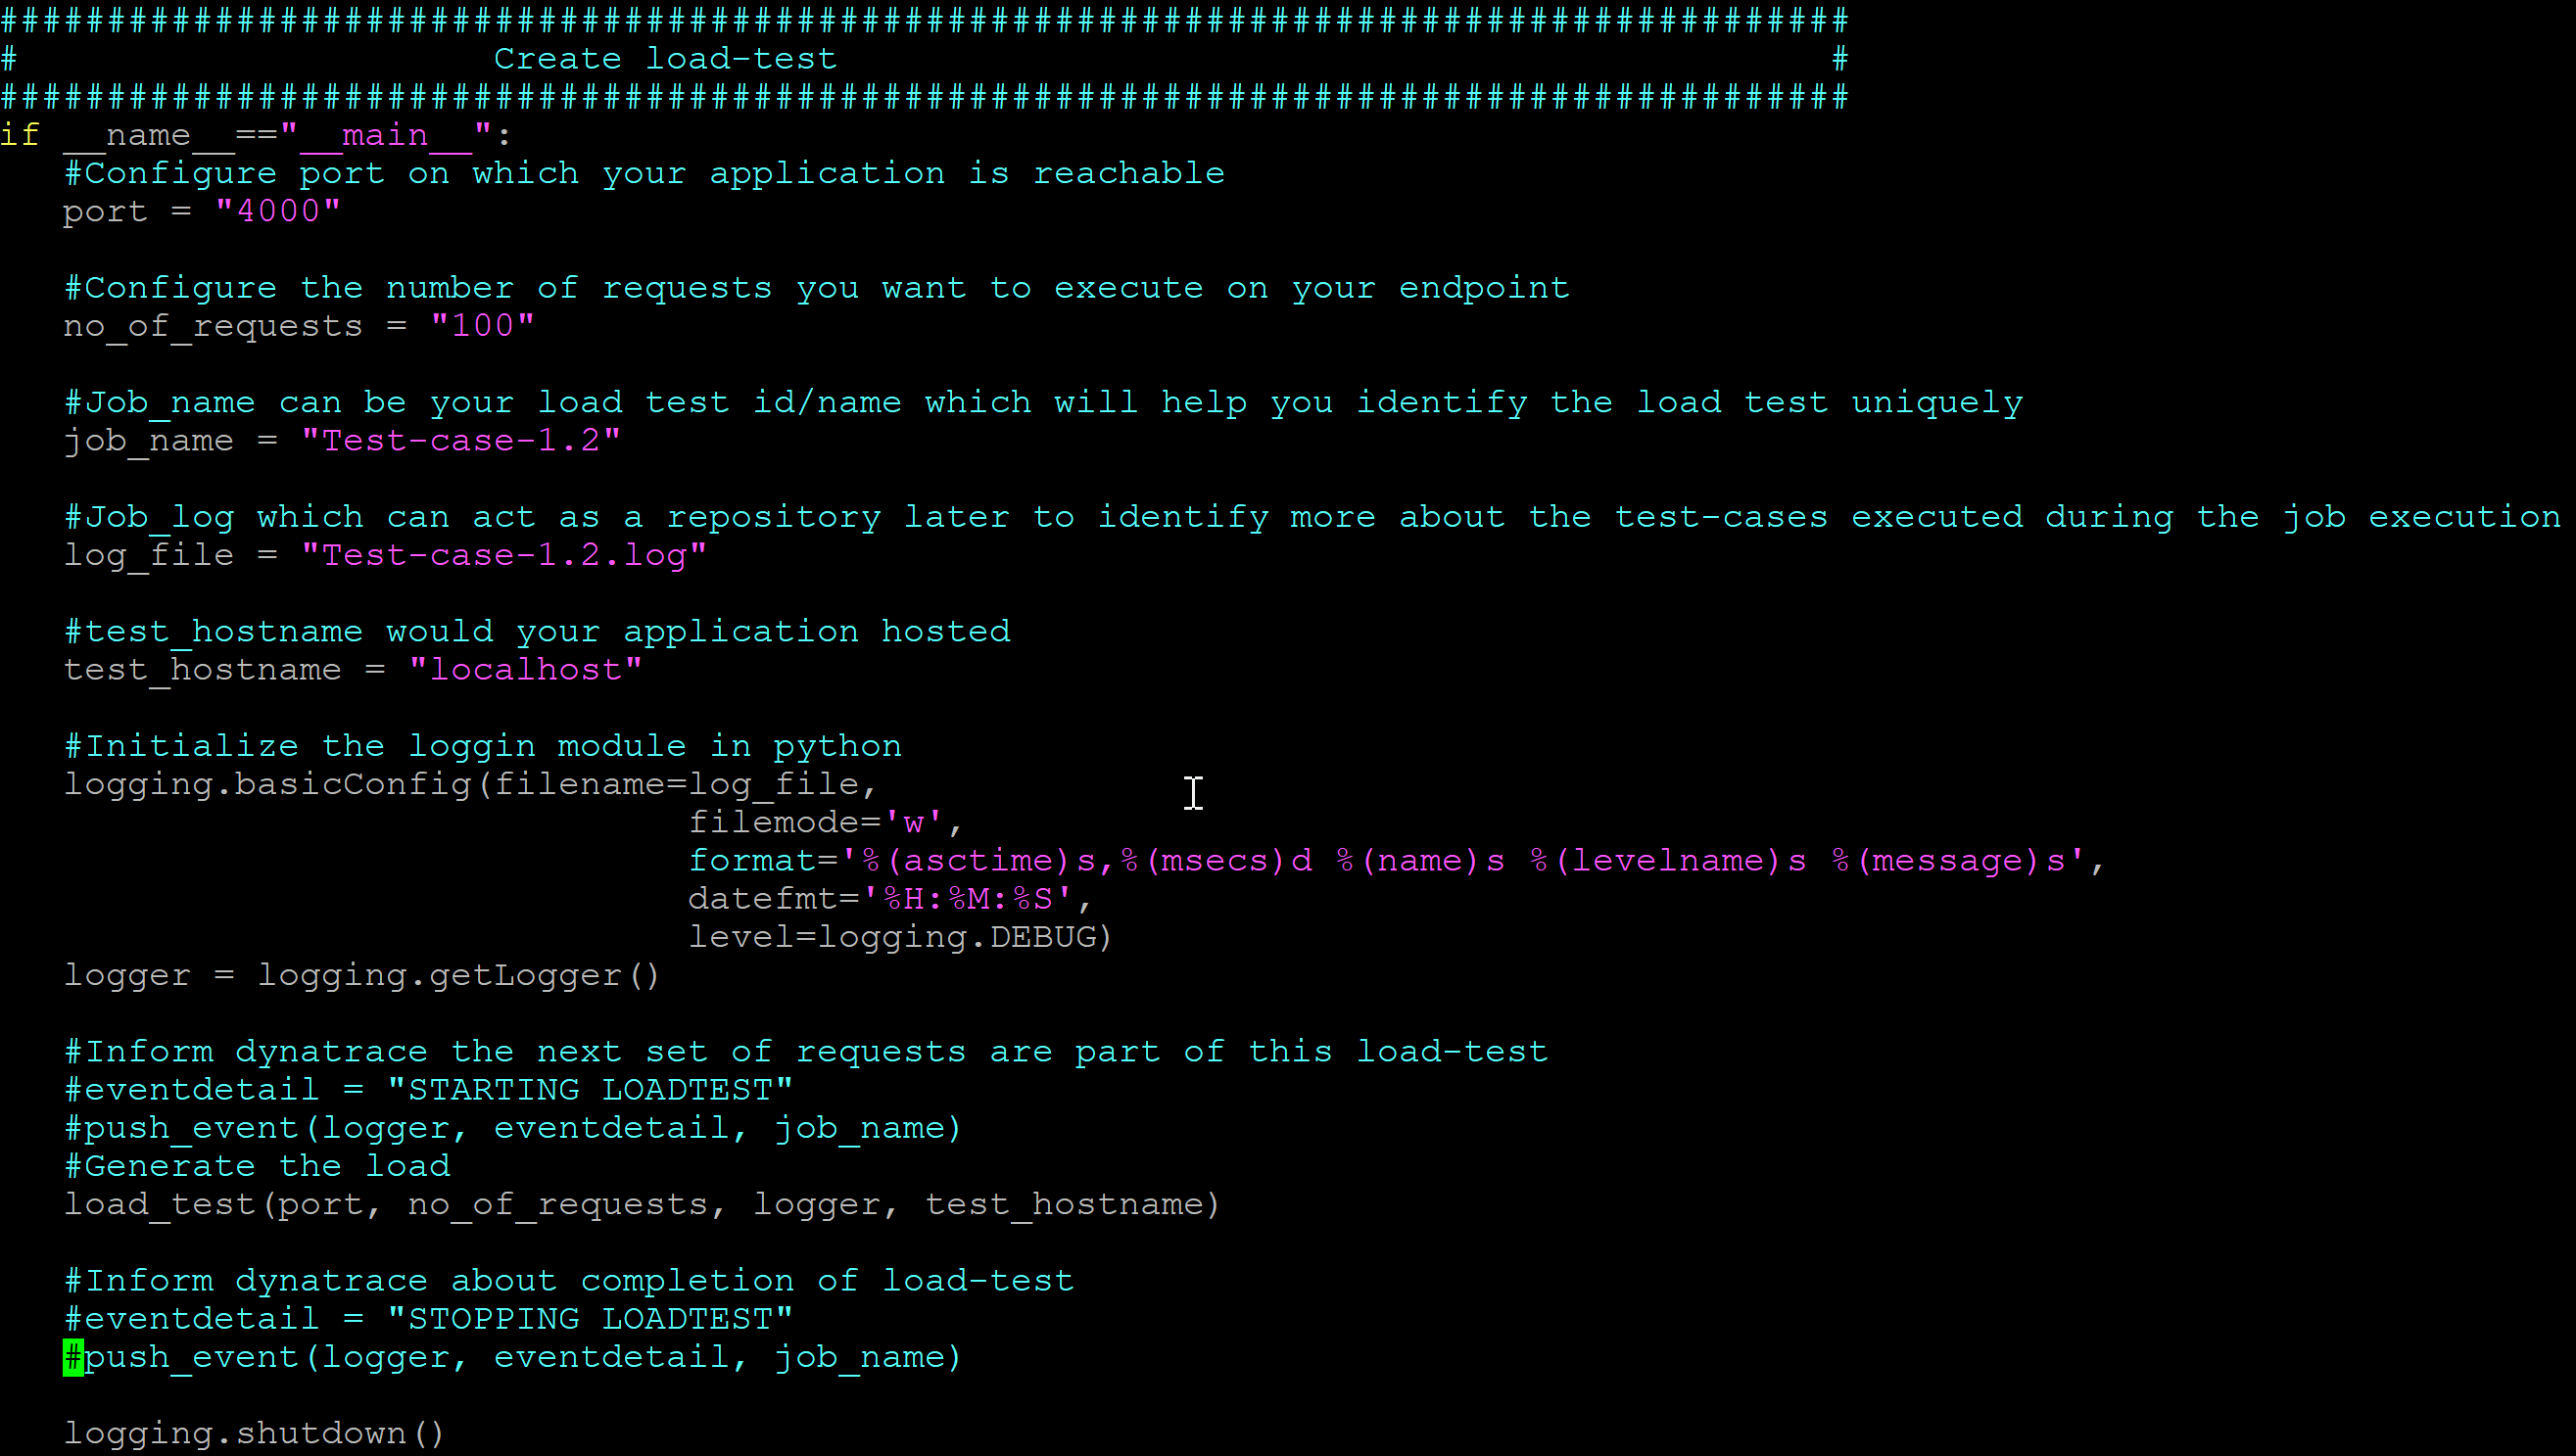 ######################################################################################
#                      Create load-test                                              #
######################################################################################
if __name__=="__main__":
   #Configure port on which your application is reachable
   port = "4000"
   #Configure the number of requests you want to execute on your endpoint
   no_of_requests = "100"
   #Job_name can be your load test id/name which will help you identify the load test uniquely
   job_name = "Test-case-1.2"
   #Job_log which can act as a repository later to identify more about the test-cases executed during the job execution
   log_file = "Test-case-1.2.log"
   #test_hostname would your application hosted
   test_hostname = "localhost"
   #Initialize the loggin module in python
   logging.basicConfig(filename=log_file,
                                filemode='w',
                                format='%(asctime)s,%(msecs)d %(name)s %(levelname)s %(message)s',
                                datefmt='%H:%M:%S',
                                level=logging.DEBUG)
   logger = logging.getLogger()
   #Inform dynatrace the next set of requests are part of this load-test
   #eventdetail = "STARTING LOADTEST"
   #push_event(logger, eventdetail, job_name)
   #Generate the load
   load_test(port, no_of_requests, logger, test_hostname)
   #Inform dynatrace about completion of load-test
   #eventdetail = "STOPPING LOADTEST"
   #push_event(logger, eventdetail, job_name)
   logging.shutdown()